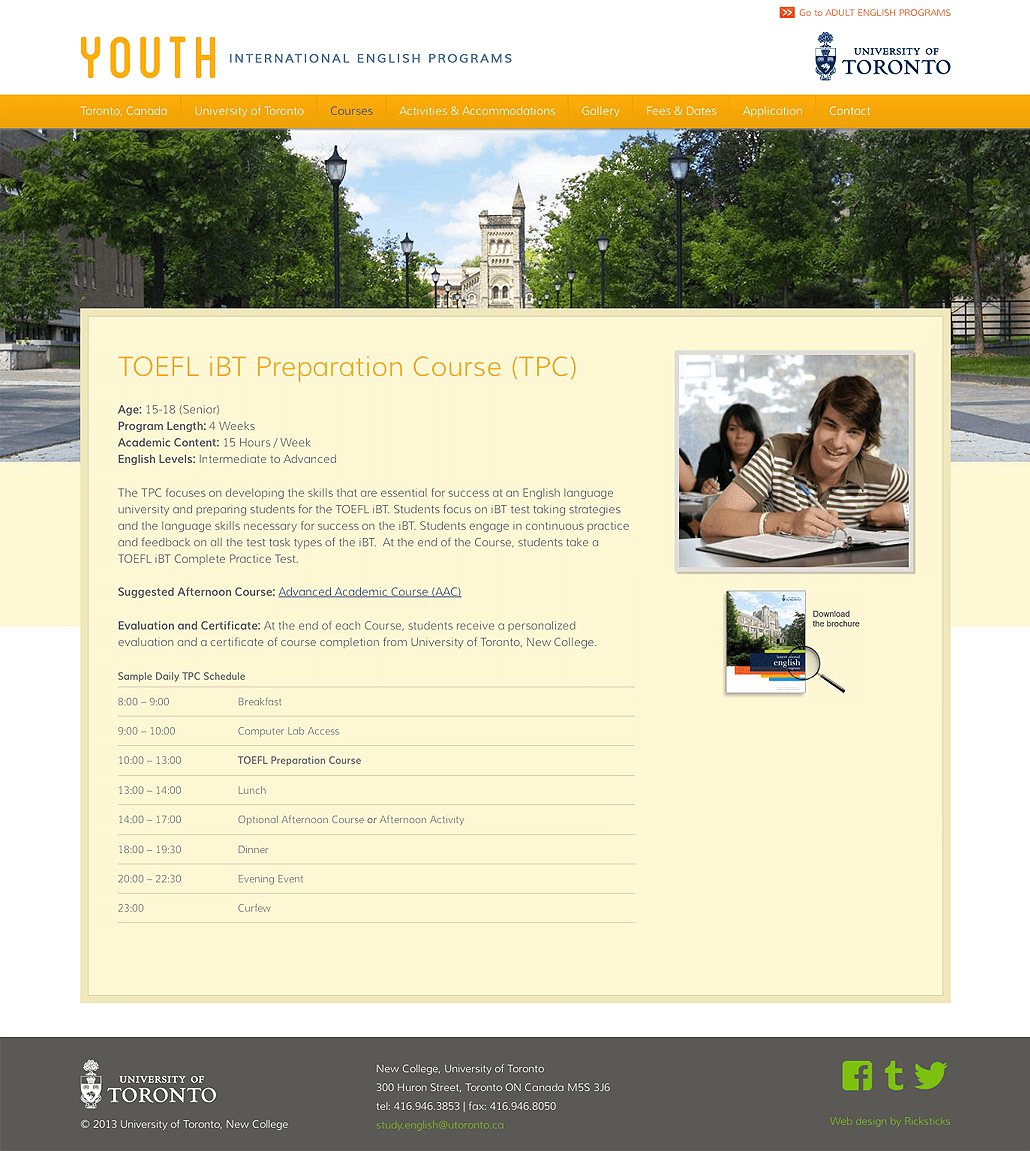 Go to ADULT ENGLISH PROGRAMS
YOUTH INTERNATIONAL ENGLISH PROGRAMS
UNIVERSITY OF
TORONTO
Toronto, Canada University of Toronto Courses Activities & Accommodations Gallery Fees & Dates Application Contact
TOEFL iBT Preparation Course (TPC)
Age: 15-18 (Senior)
Program Length: 4 Weeks
Academic Content: 15 Hours / Week
English Levels: Intermediate to Advanced
The TPC focuses on developing the skills that are essential for success at an English language
university and preparing students for the TOEFL iBT. Students focus on iBT test taking strategies
and the language skills necessary for success on the iBT. Students engage in continuous practice
and feedback on all the test task types of the iBT. At the end of the Course, students take a
TOEFL iBT Complete Practice Test.
Suggested Afternoon Course: Advanced Academic Course (AAC)
Evaluation and Certificate: At the end of each Course, students receive a personalized
evaluation and a certificate of course completion from University of Toronto, New College.
Sample Daily TPC Schedule
8:00 – 9:00 Breakfast
9:00 – 10:00 Computer Lab Access
10:00 – 13:00 TOEFL Preparation Course
13:00 – 14:00 Lunch
14:00 – 17:00 Optional Afternoon Course or Afternoon Activity
18:00 – 19:30 Dinner
20:00 – 22:30 Evening Event
23:00 Curfew
Download
the brochure
english
UNIVERSITY OF
TORONTO
© 2013 University of Toronto, New College
New College, University of Toronto
300 Huron Street, Toronto ON Canada M5S 3J6
tel: 416.946.3853 | fax: 416.946.8050
study.english@utoronto.ca
Web design by Ricksticks